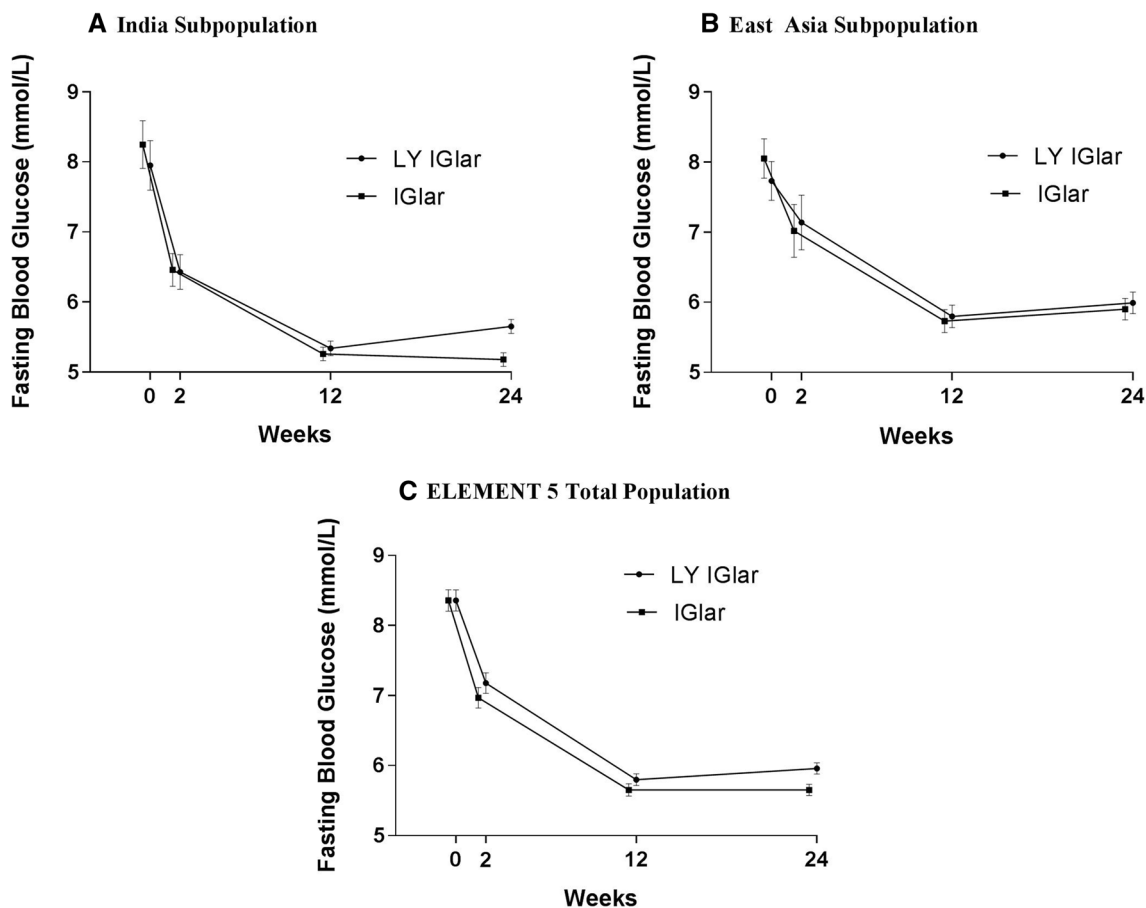 A India Subpopulation
Fasting Blood Glucose (mmol/L)
9
8
7
6
5
LY IGlar
IGlar
0 2 12 24
Weeks
B East Asia Subpopulation
Fasting Blood Glucose (mmol/L)
9
8
7
6
5
LY IGlar
IGlar
0 2 12 24
Weeks
C ELEMENT 5 Total Population
Fasting Blood Glucose (mmol/L)
9
8
7
6
5
LY IGlar
IGlar
0 2 12 24
Weeks